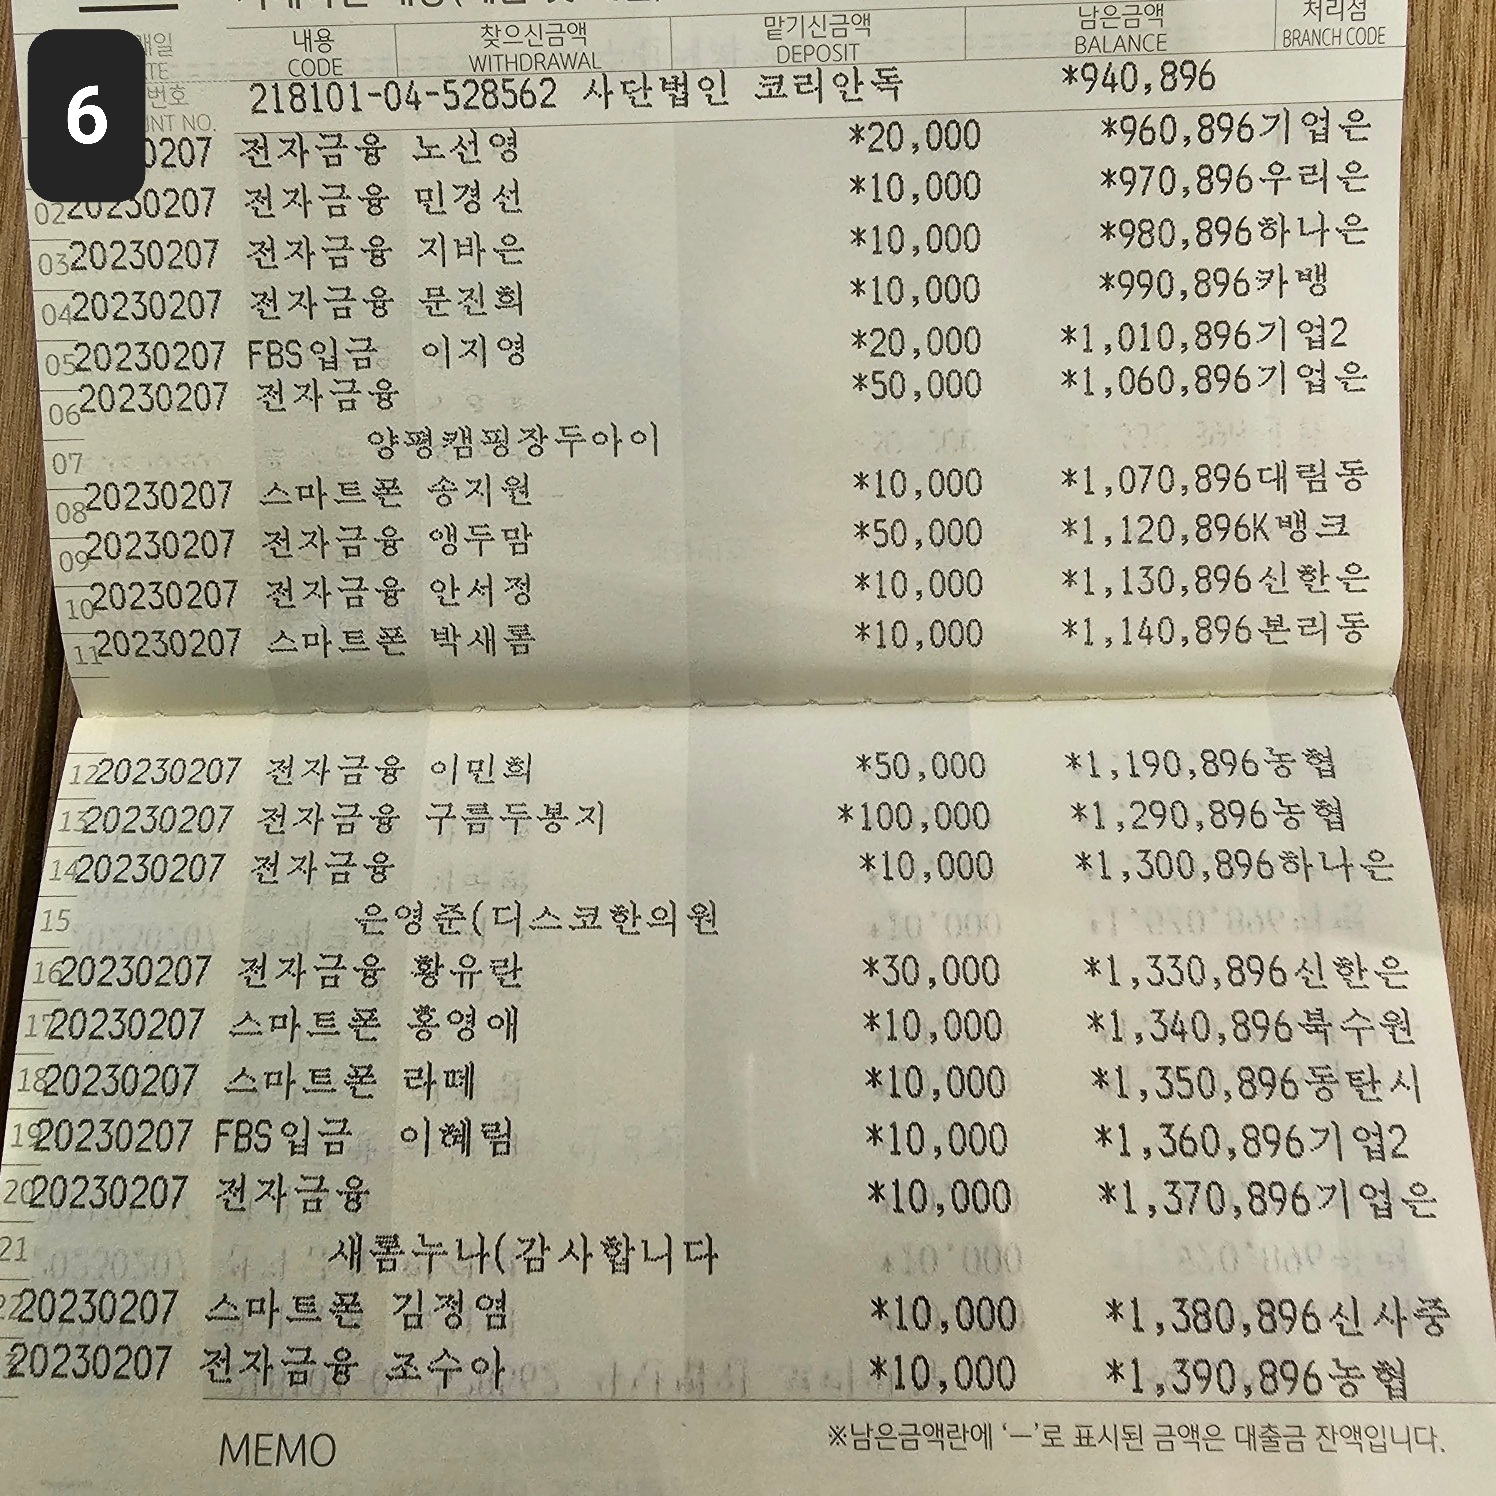 6
내용 찾으신금액 맡기신금액 남은금액 처리점
CODE WITHDRAWAL DEPOSIT BALANCE BRANCH CODE
218101-04-528562 사단법인 코리안독 *940,896
NT NO.
0207 전자금융 노선영 *20,000 *960,896기업은
02 20230207 전자금융 민경선 *10,000 *970,896우리은
03 20230207 전자금융 지바은 *10,000 *980,896하나은
04 20230207 전자금융 문진희 *10,000 *990,896카뱅
05 20230207 FBS입금 이지영 *20,000 *1,010,896기업2
06 20230207 전자금융 *50,000 *1,060,896기업은
07 양평캠핑장두아이
08 20230207 스마트폰 송지원 *10,000 *1,070,896대림동
09 20230207 전자금융 앵두맘 *50,000 *1,120,896K뱅크
10 20230207 전자금융 안서정 *10,000 *1,130,896신한은
11 20230207 스마트폰 박새롬 *10,000 *1,140,896본리동
12 20230207 전자금융 이민희 *50,000 *1,190,896농협
13 20230207 전자금융 구름두봉지 *100,000 *1,290,896농협
14 20230207 전자금융 *10,000 *1,300,896하나은
15 은영준(디스코한의원
16 20230207 전자금융 황유란 *30,000 *1,330,896신한은
17 20230207 스마트폰 홍영애 *10,000 *1,340,896북수원
18 20230207 스마트폰 라떼 *10,000 *1,350,896동탄시
19 20230207 FBS입금 이혜림 *10,000 *1,360,896기업2
20 20230207 전자금융 *10,000 *1,370,896기업은
21 새롬누나(감사합니다
22 20230207 스마트폰 김정염 *10,000 *1,380,896신사중
20230207 전자금융 조수아 *10,000 *1,390,896농협
MEMO ※남은금액란에 '—'로 표시된 금액은 대출금 잔액입니다.